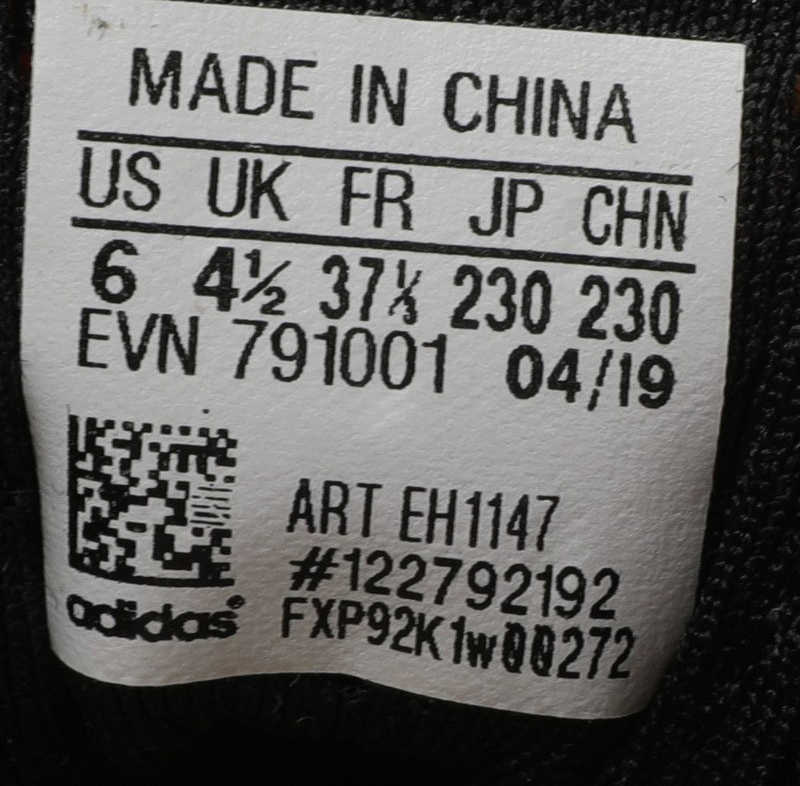 MADE IN CHINA
US UK FR JP CHN
6 4½ 37⅓ 230 230
EVN 791001 04/19
ART EH1147
#122792192
adidas
FXP92K1w00272